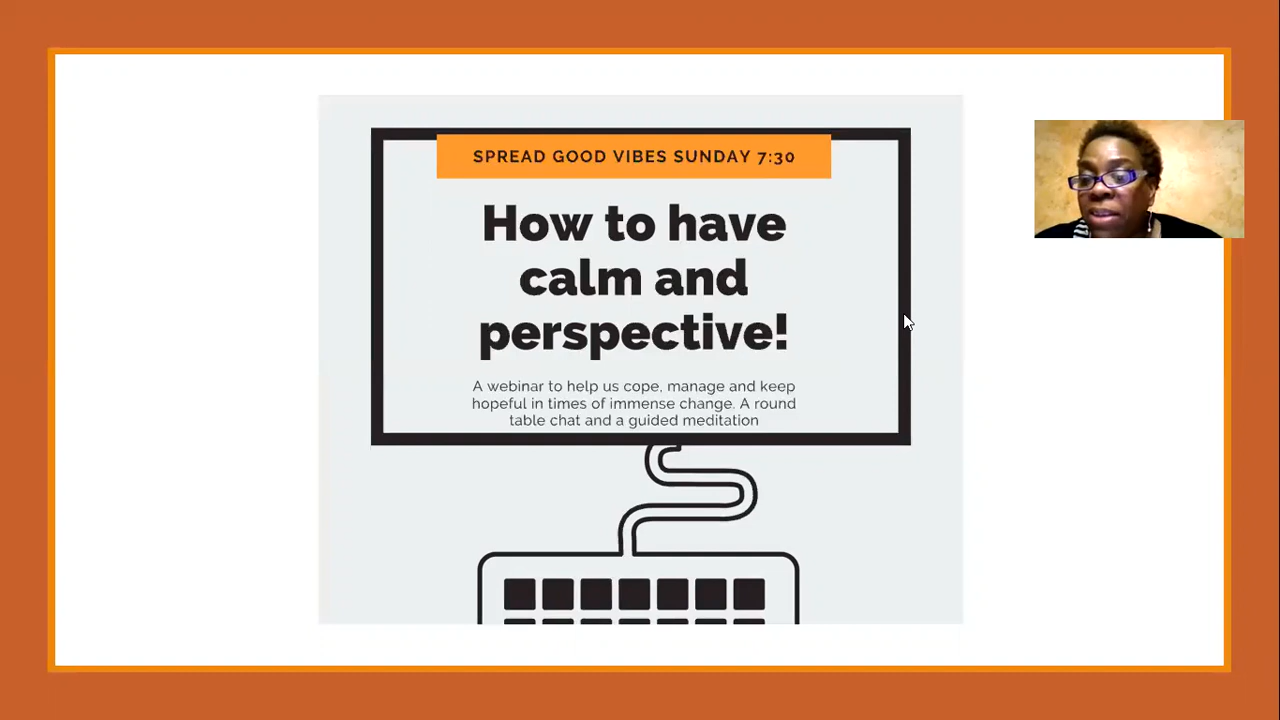 SPREAD GOOD VIBES SUNDAY 7:30
How to have
calm and
perspective!
A webinar to help us cope, manage and keep
hopeful in times of immense change. A round
table chat and a guided meditation